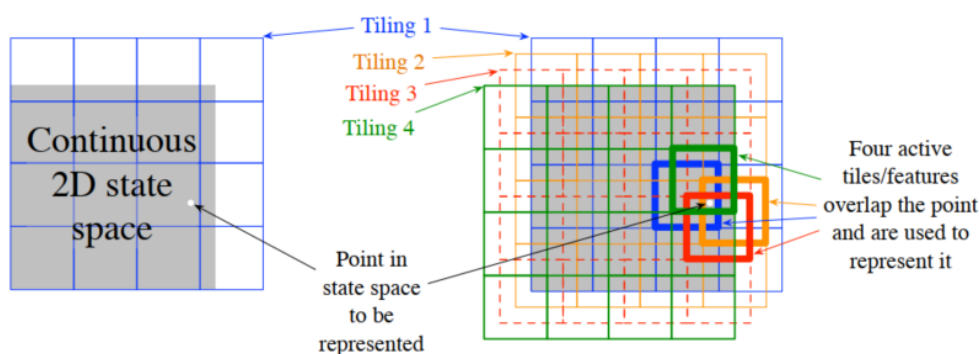 Tiling 1
Tiling 2
Tiling 3
Tiling 4
Continuous
2D state
space
Point in
state space
to be
represented
Four active
tiles/features
overlap the point
and are used to
represent it